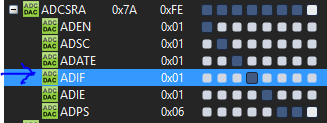 ADC DAC ADCSRA 0x7A 0xFE
ADC DAC ADEN 0x01
ADC DAC ADSC 0x01
ADC DAC ADATE 0x01
ADC DAC ADIF 0x01
ADC DAC ADIE 0x01
ADC DAC ADPS 0x06